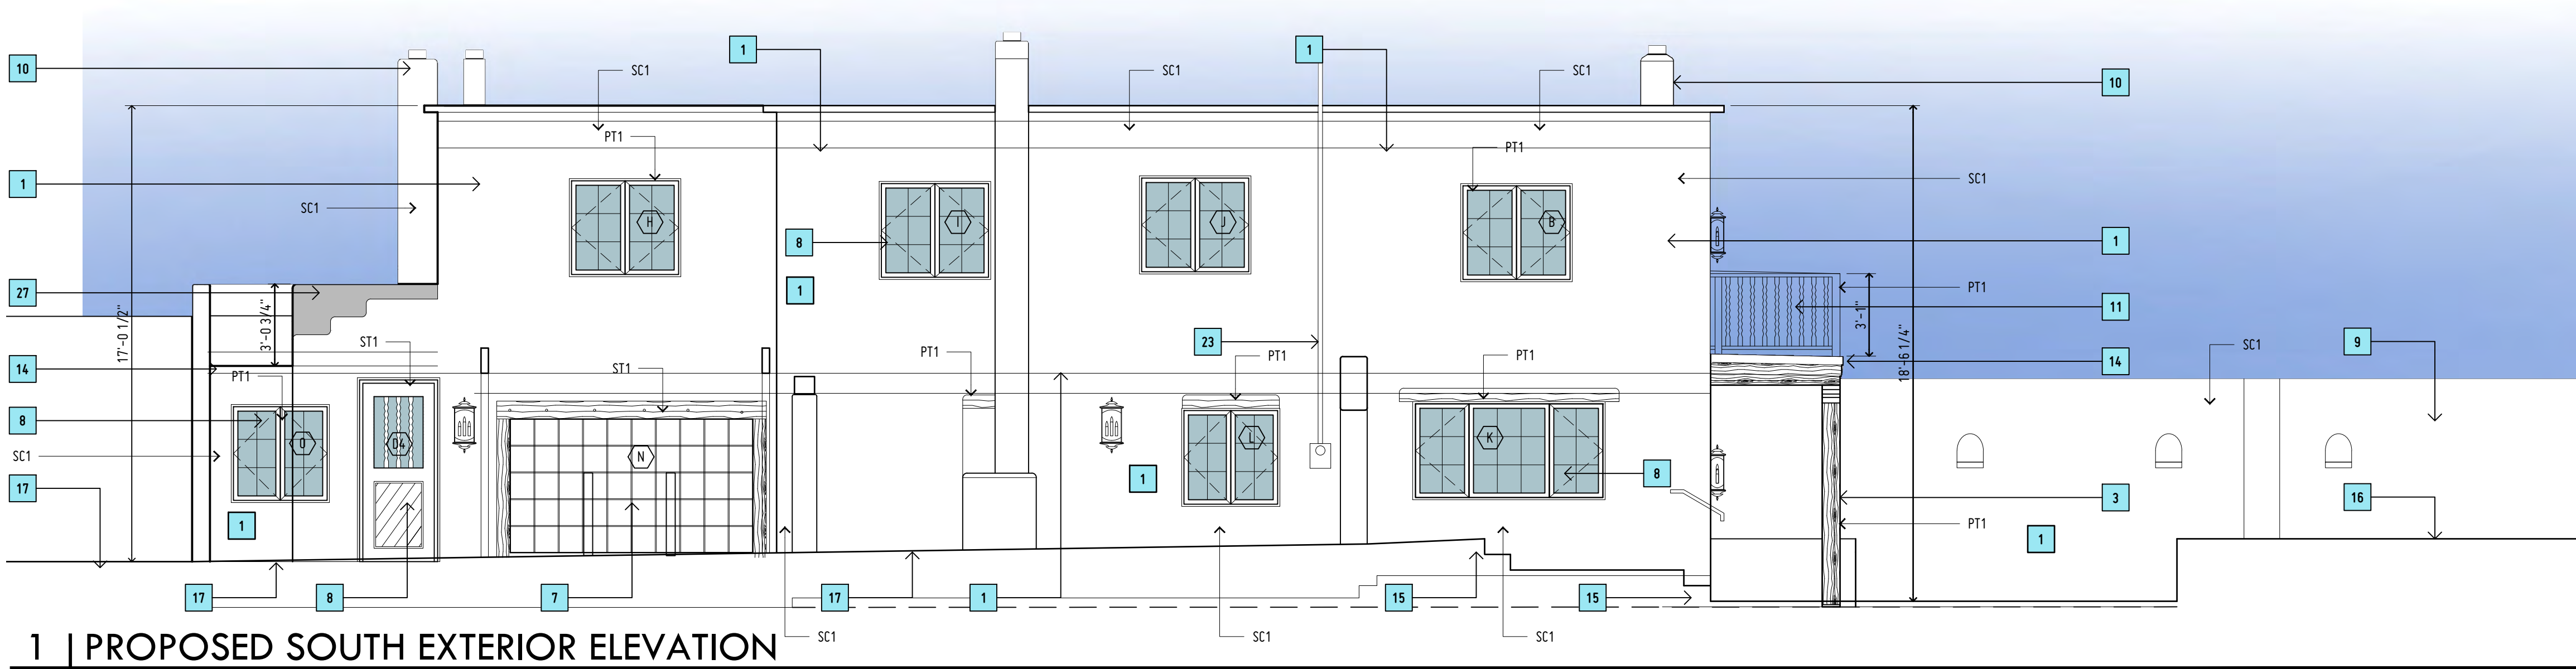 1
1
10
SC1
SC1
SC1
10
PT1
PT1
1
SC1
SC1
H
I
J
B
8
1
1
27
PT1
11
3'-1"
17'-0 1/2"
3'-0 3/4"
ST1
23
PT1
PT1
PT1
18'-6 1/4"
SC1
9
14
14
PT1
ST1
8
O
D4
N
L
K
SC1
8
1
17
3
16
1
PT1
1
17
8
7
17
1
15
15
SC1
SC1
SC1
1 | PROPOSED SOUTH EXTERIOR ELEVATION